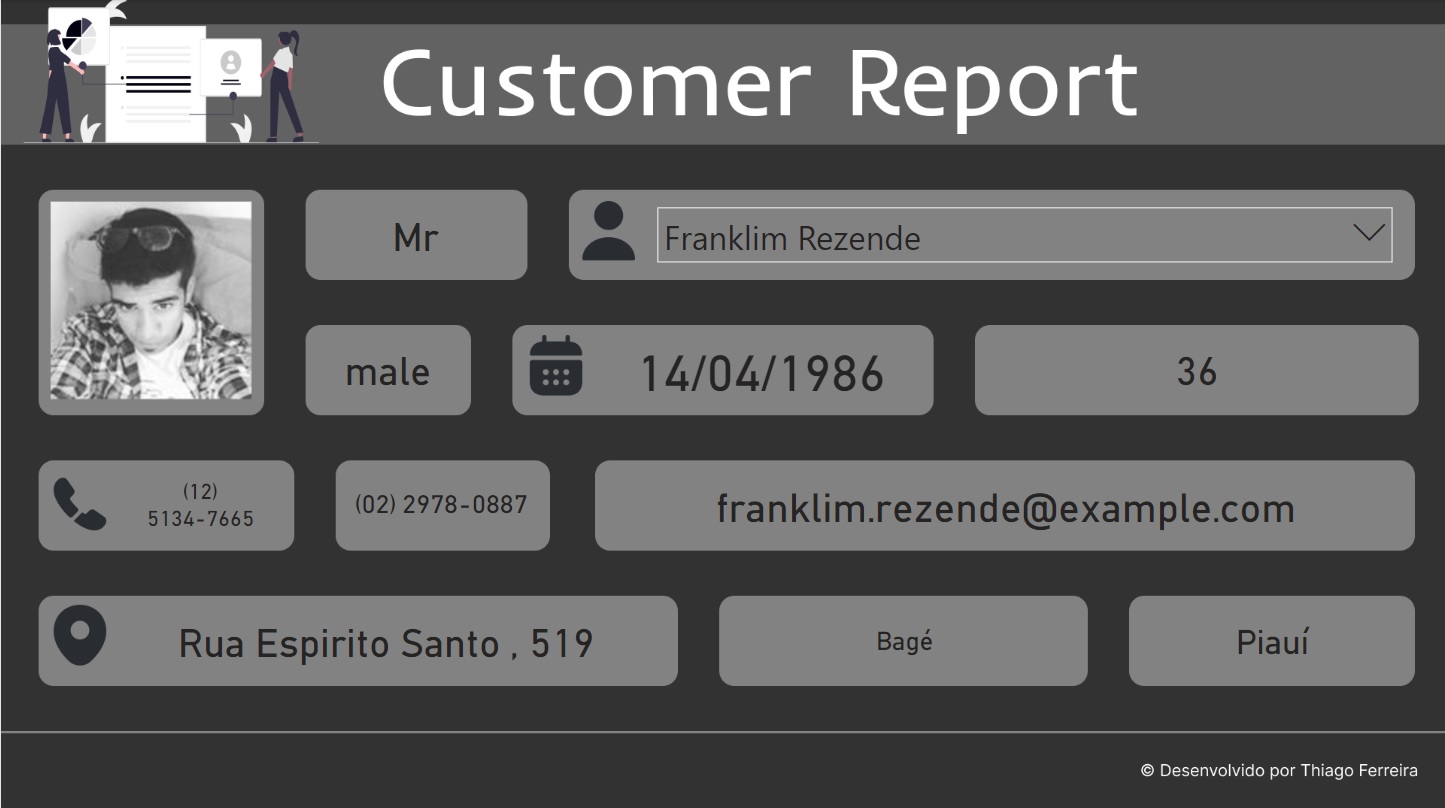 Customer Report
Mr
Franklim Rezende
male
14/04/1986
36
(12)
5134-7665
(02) 2978-0887
franklim.rezende@example.com
Rua Espirito Santo , 519
Bagé
Piauí
© Desenvolvido por Thiago Ferreira